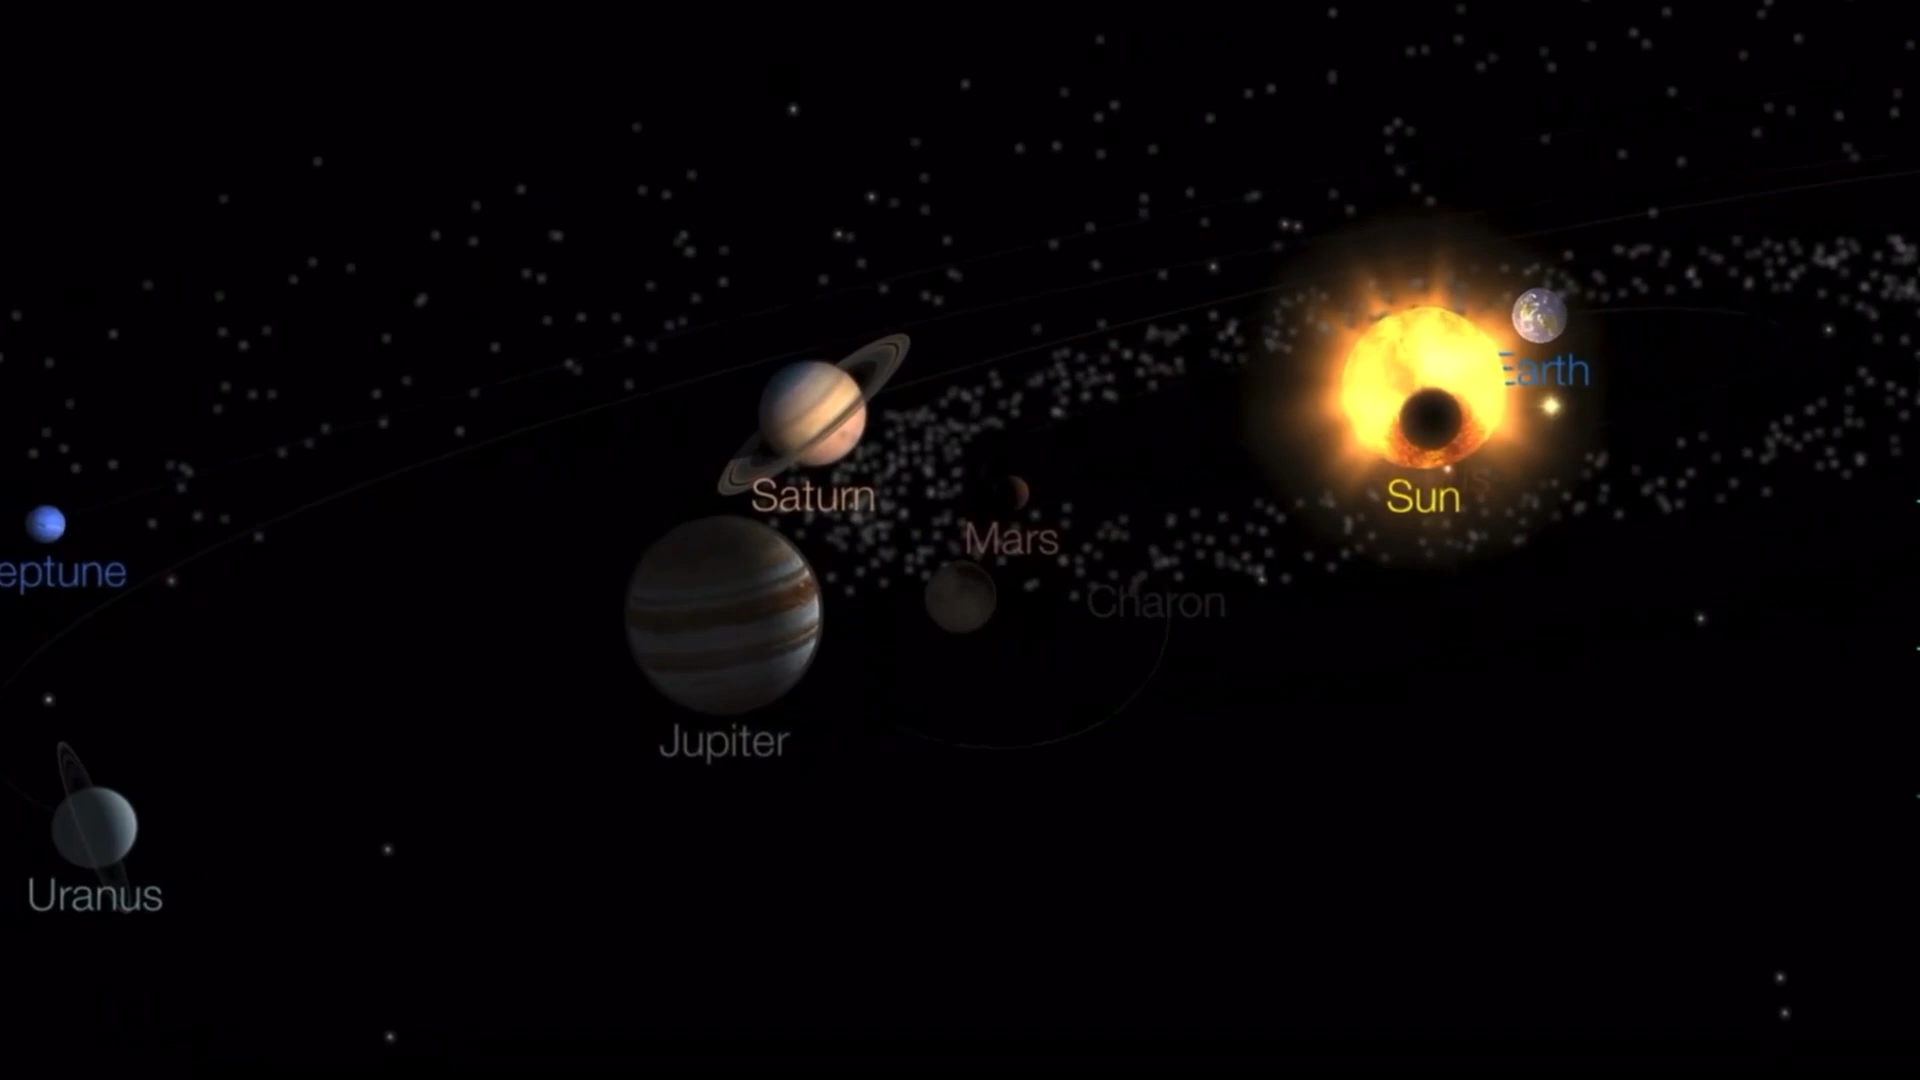 Earth
Saturn
Sun
Mars
eptune
Charon
Jupiter
Uranus